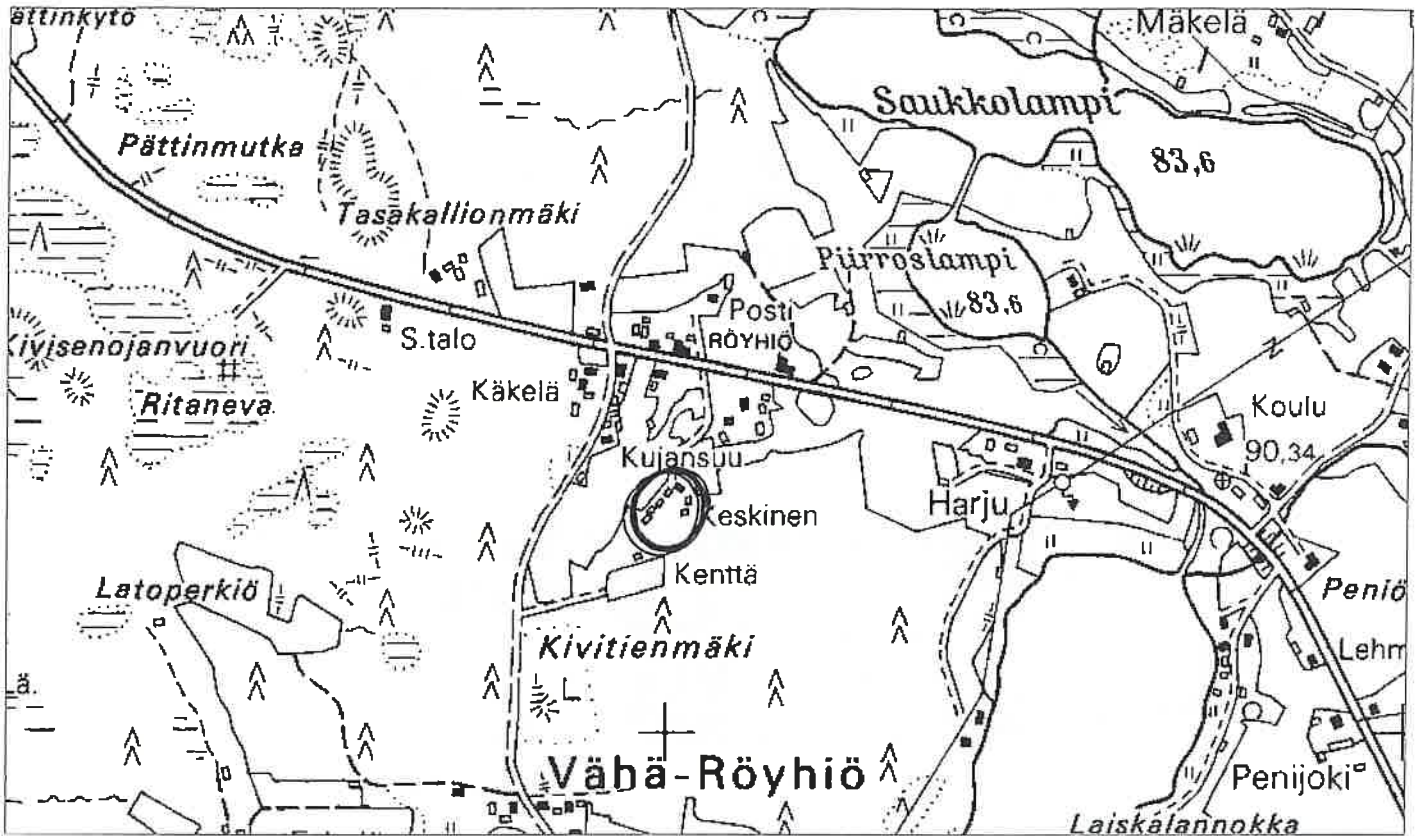 ättinkytö
Mäkelä
Saukkolampi
Pättinmutka
83,6
Tasakallionmäki
Piirroslampi
83,6
Posti
RÖYHIÖ
S.talo
Kivisenojanvuori
Käkelä
Ritaneva
Koulu
Kujansuu
90,34
Harju
Keskinen
Kenttä
Latoperkiö
Peniö
Kivitienmäki
Lehm
ä.
L
Vähä-Röyhiö
Penijoki
Laiskalannokka